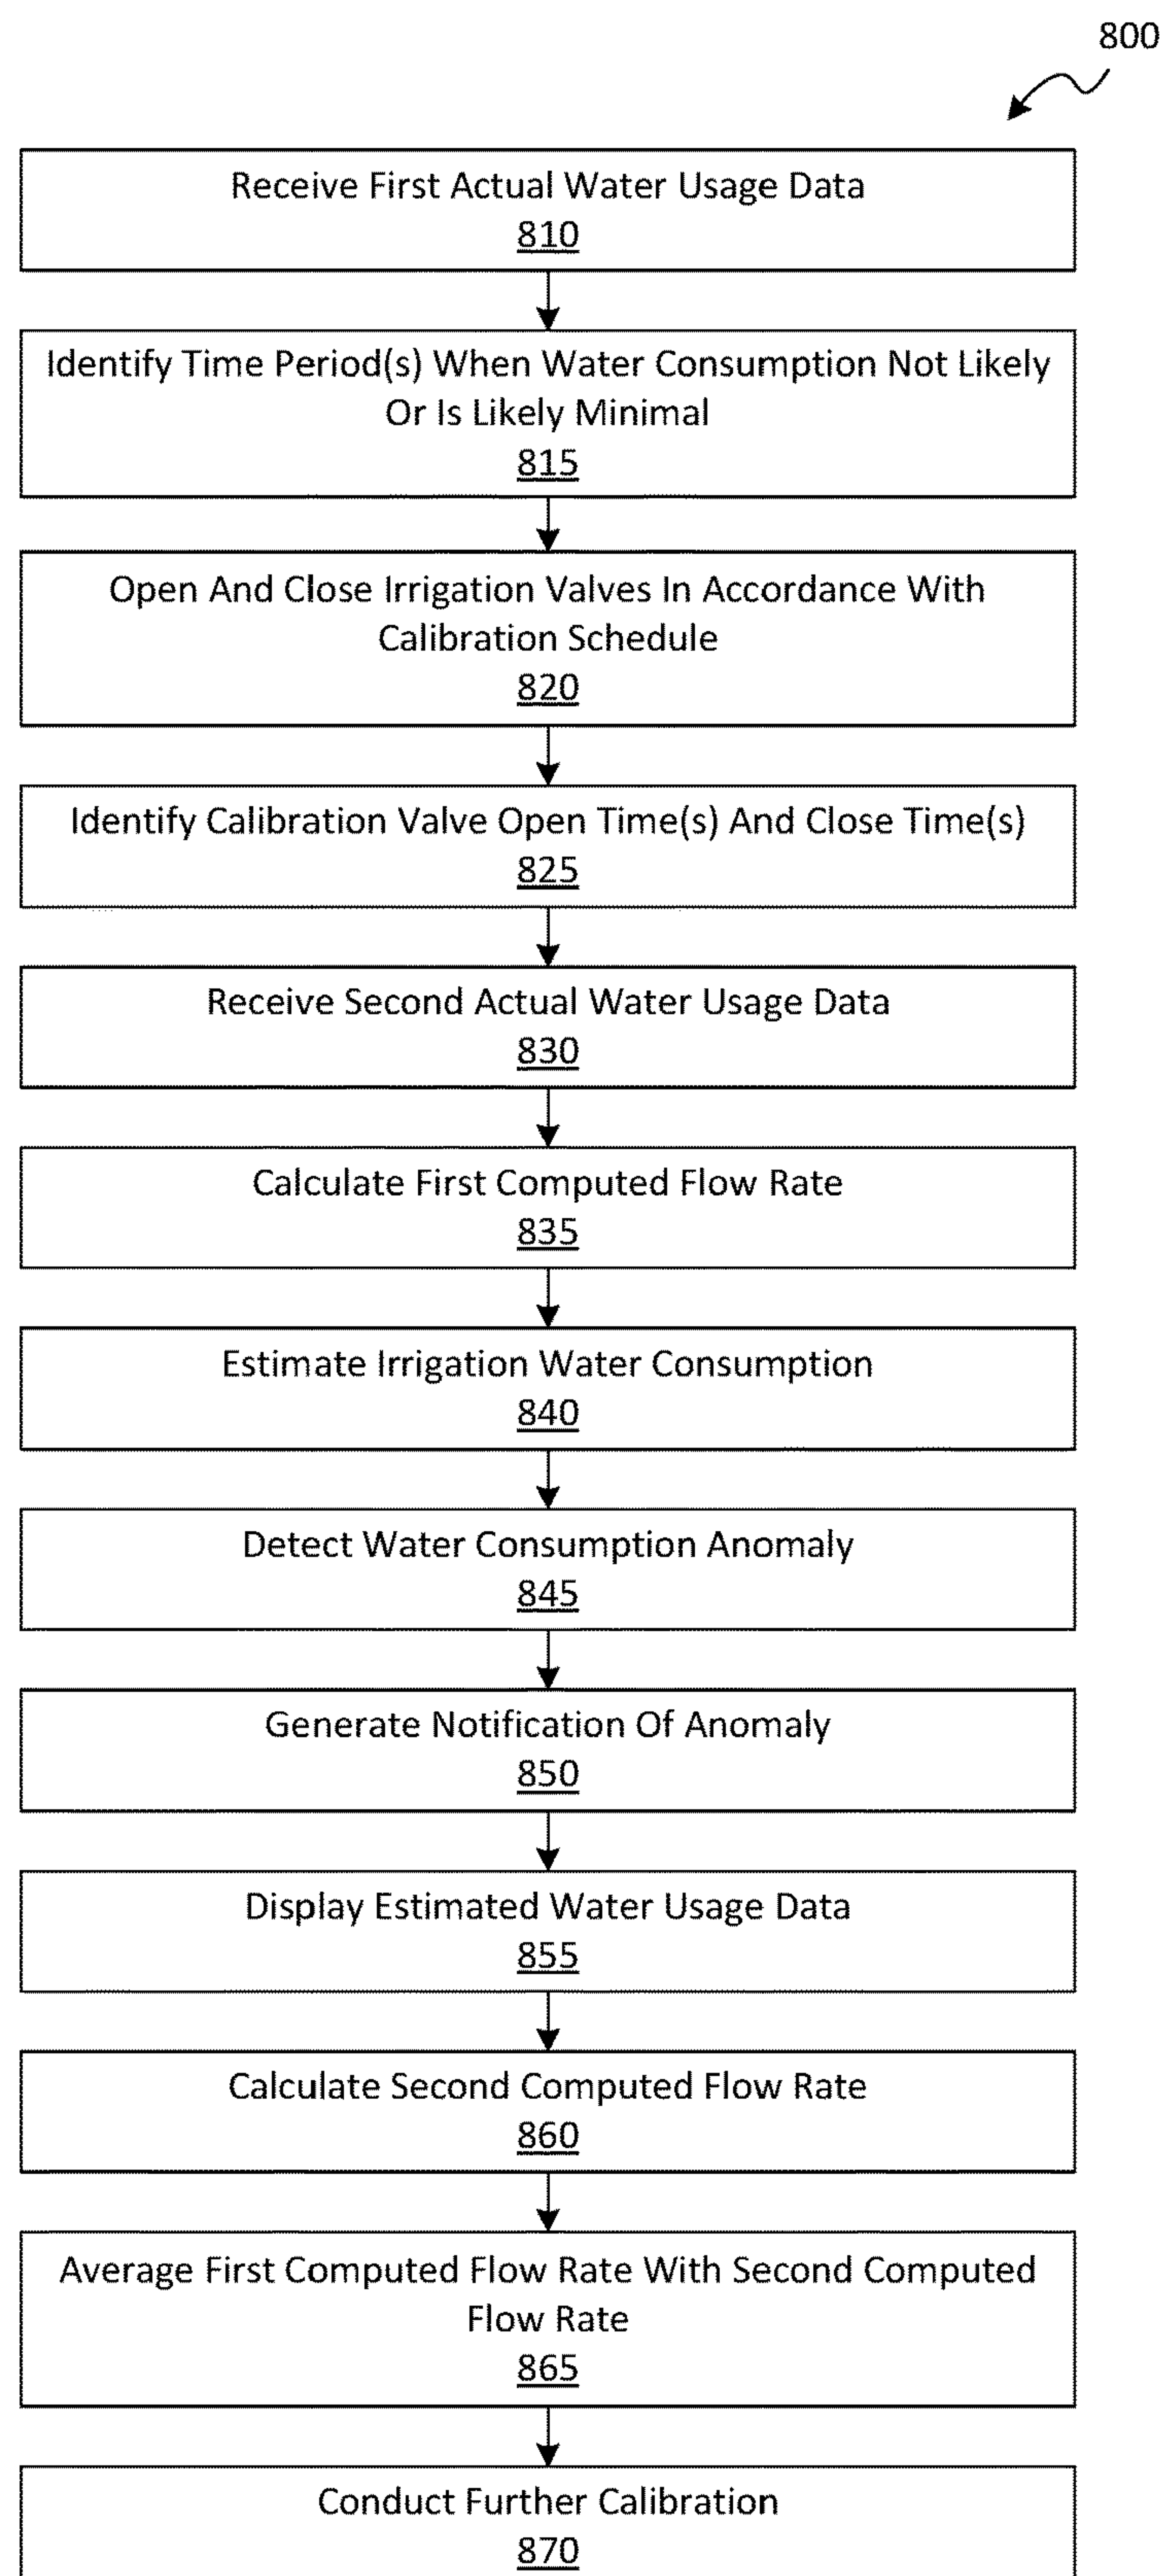 800
Receive First Actual Water Usage Data
810
Identify Time Period(s) When Water Consumption Not Likely
Or Is Likely Minimal
815
Open And Close Irrigation Valves In Accordance With
Calibration Schedule
820
Identify Calibration Valve Open Time(s) And Close Time(s)
825
Receive Second Actual Water Usage Data
830
Calculate First Computed Flow Rate
835
Estimate Irrigation Water Consumption
840
Detect Water Consumption Anomaly
845
Generate Notification Of Anomaly
850
Display Estimated Water Usage Data
855
Calculate Second Computed Flow Rate
860
Average First Computed Flow Rate With Second Computed
Flow Rate
865
Conduct Further Calibration
870